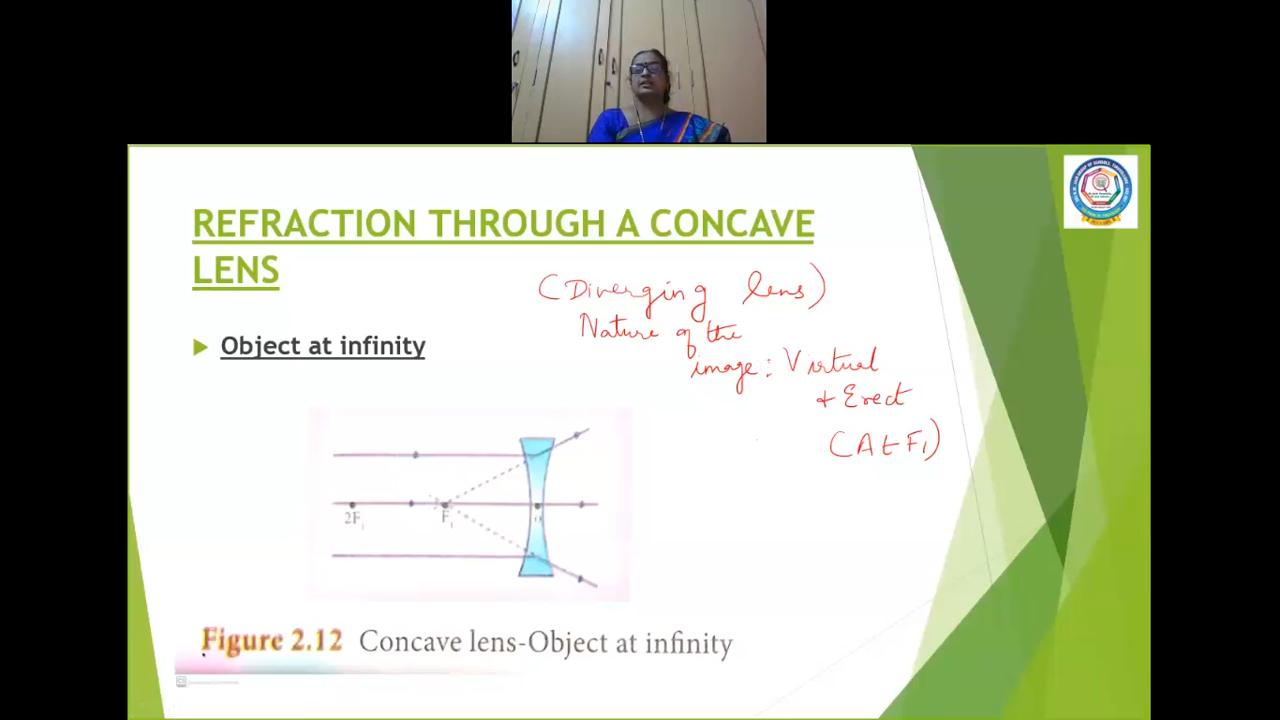 REFRACTION THROUGH A CONCAVE
LENS
(Diverging lens)
Nature of the
image : Virtual
+ Erect
(At F1)
Object at infinity
2F1
F1
O
Figure 2.12 Concave lens-Object at infinity